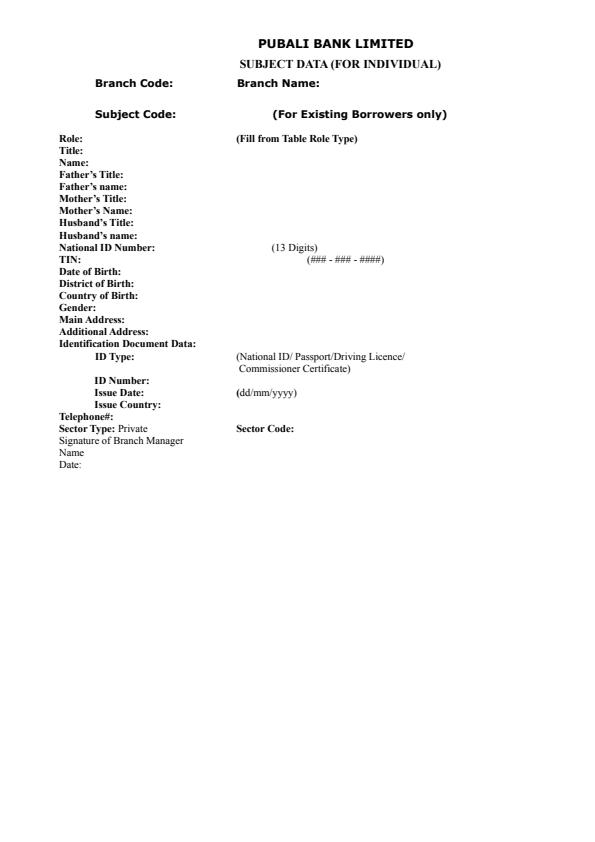 PUBALI BANK LIMITED
SUBJECT DATA (FOR INDIVIDUAL)
Branch Code: Branch Name:
Subject Code: (For Existing Borrowers only)
Role: (Fill from Table Role Type)
Title:
Name:
Father's Title:
Father's name:
Mother's Title:
Mother's Name:
Husband's Title:
Husband's name:
National ID Number: (13 Digits)
TIN: (### - ### - ####)
Date of Birth:
District of Birth:
Country of Birth:
Gender:
Main Address:
Additional Address:
Identification Document Data:
ID Type: (National ID/ Passport/Driving Licence/
Commissioner Certificate)
ID Number:
Issue Date: (dd/mm/yyyy)
Issue Country:
Telephone#:
Sector Type: Private Sector Code:
Signature of Branch Manager
Name
Date: